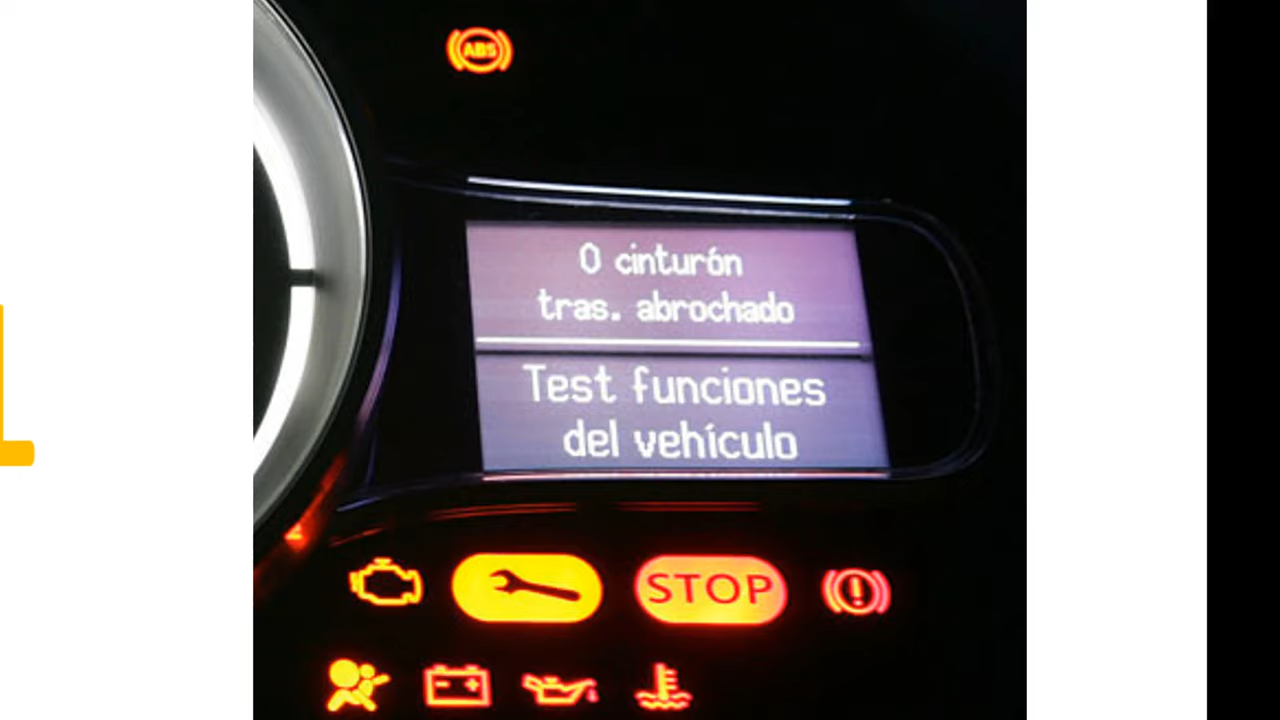 ABS
0 cinturón
tras. abrochado
Test funciones
del vehículo
STOP